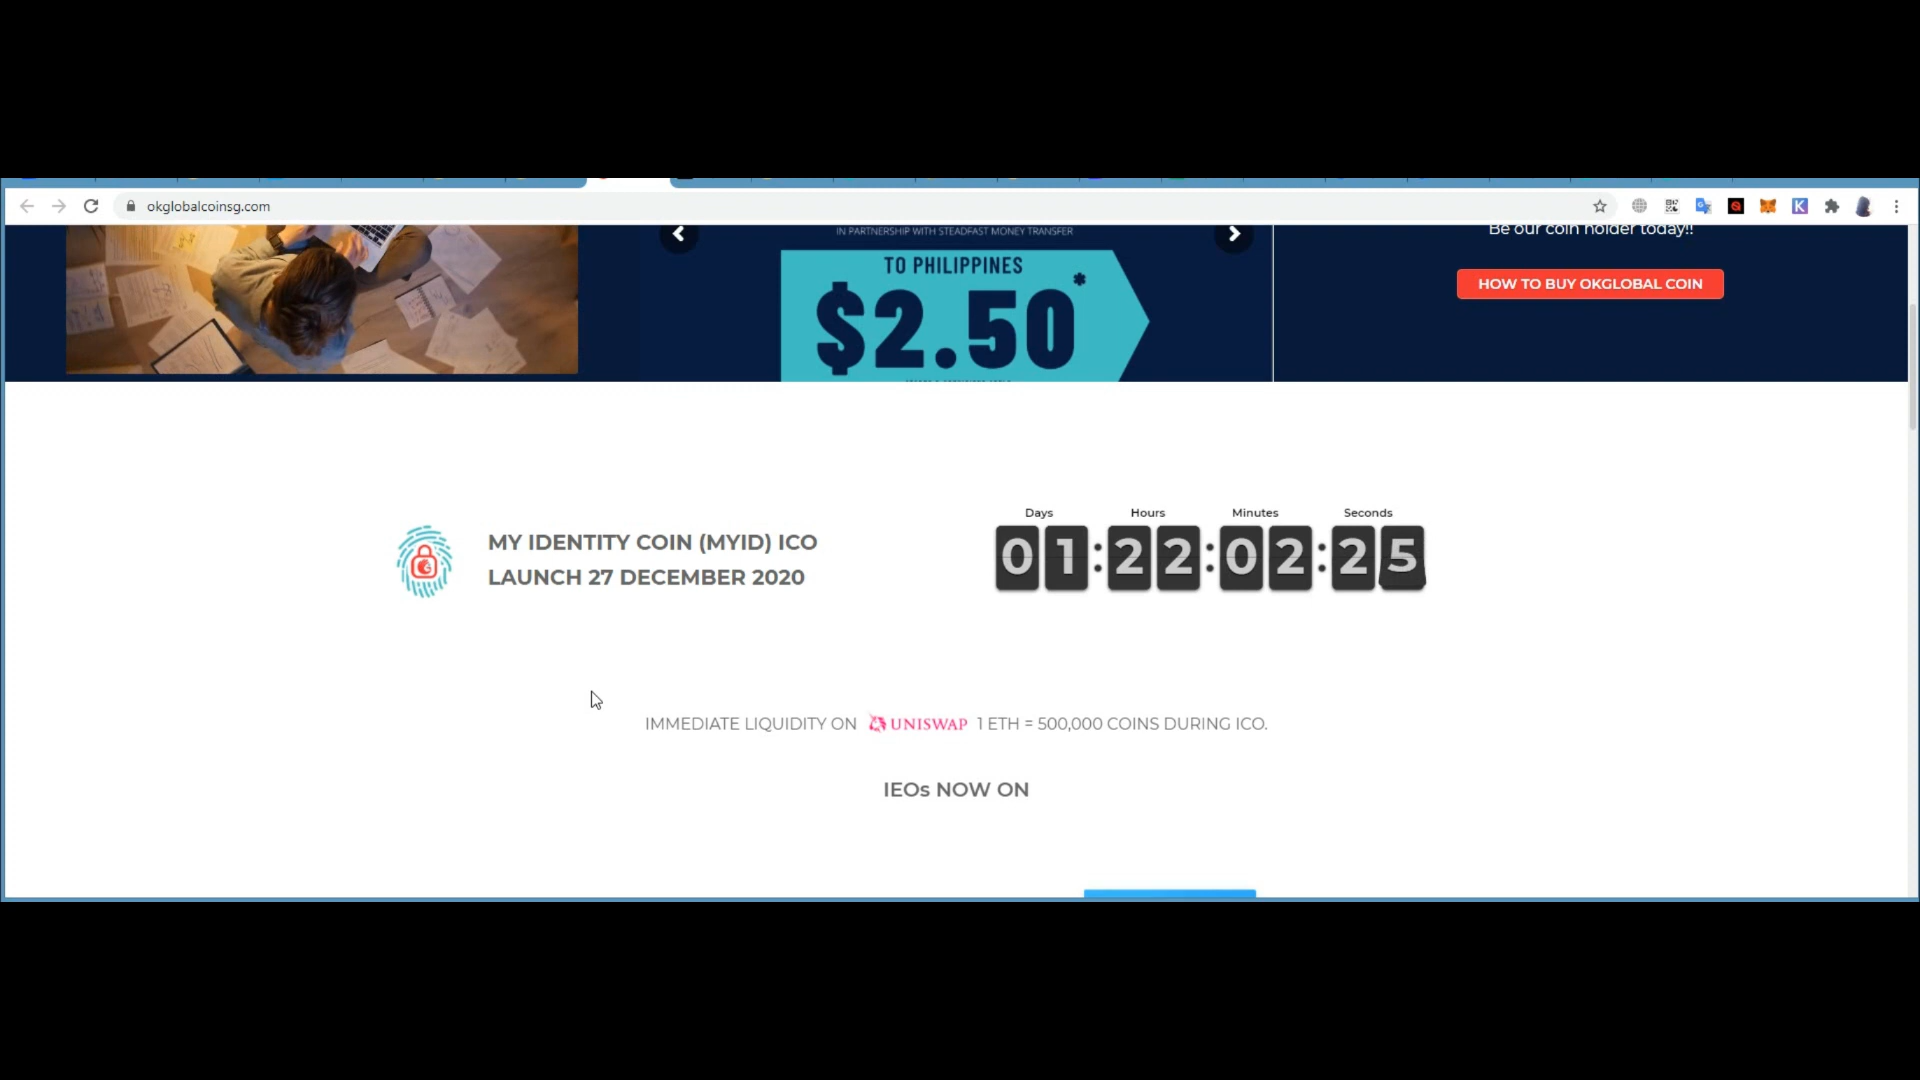 okglobalcoinsg.com
IN PARTNERSHIP WITH STEADFAST MONEY TRANSFER
TO PHILIPPINES
$2.50*
Be our coin holder today!!
HOW TO BUY OKGLOBAL COIN
MY IDENTITY COIN (MYID) ICO
LAUNCH 27 DECEMBER 2020
Days Hours Minutes Seconds
01:22:02:25
IMMEDIATE LIQUIDITY ON UNISWAP 1 ETH = 500,000 COINS DURING ICO.
IEOs NOW ON